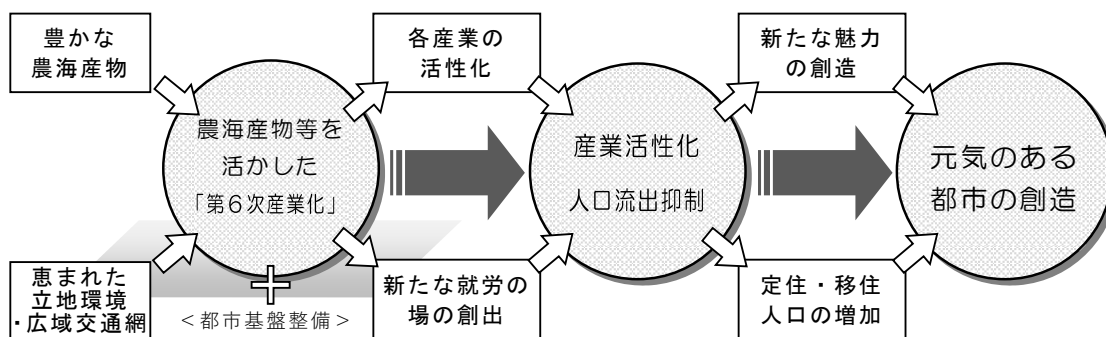 豊かな
農海産物
恵まれた
立地環境
・広域交通網
農海産物等を
活かした
「第6次産業化」
＋
＜都市基盤整備＞
各産業の
活性化
新たな就労の
場の創出
産業活性化
人口流出抑制
新たな魅力
の創造
定住・移住
人口の増加
元気のある
都市の創造